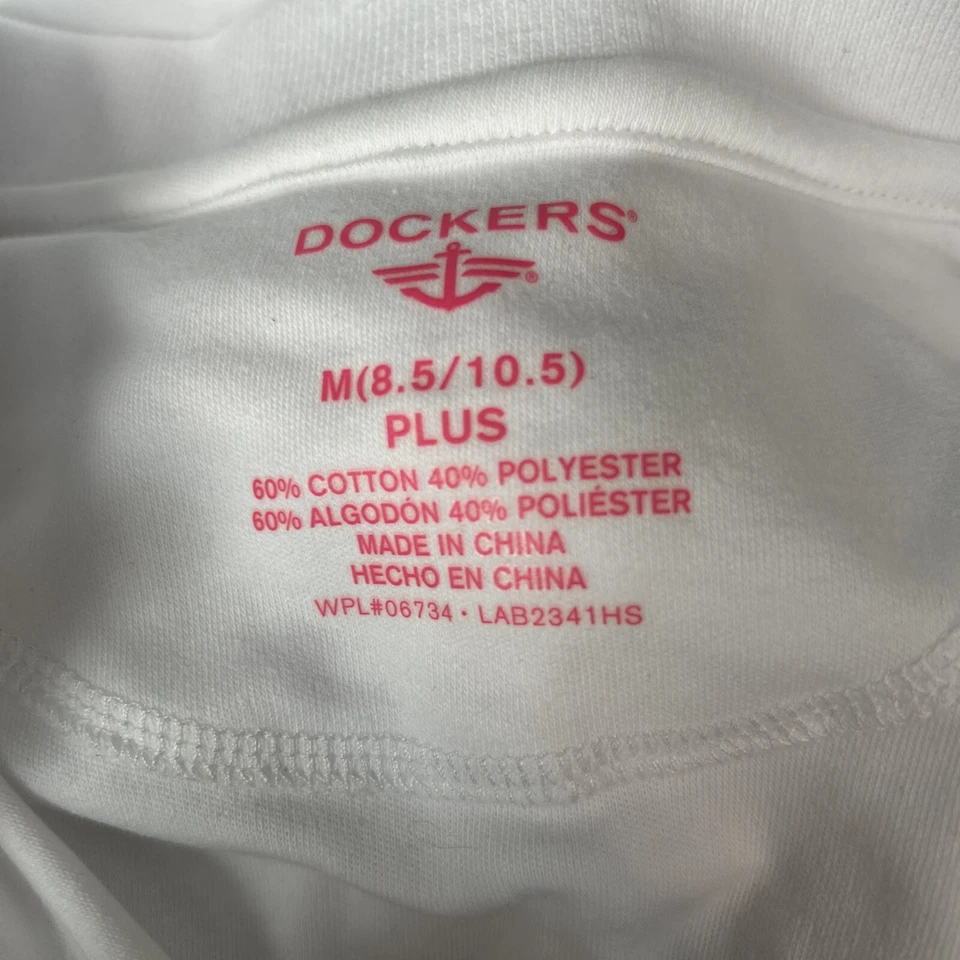 DOCKERS®
®
M(8.5/10.5)
PLUS
60% COTTON 40% POLYESTER
60% ALGODÓN 40% POLIÉSTER
MADE IN CHINA
HECHO EN CHINA
WPL#06734 · LAB2341HS